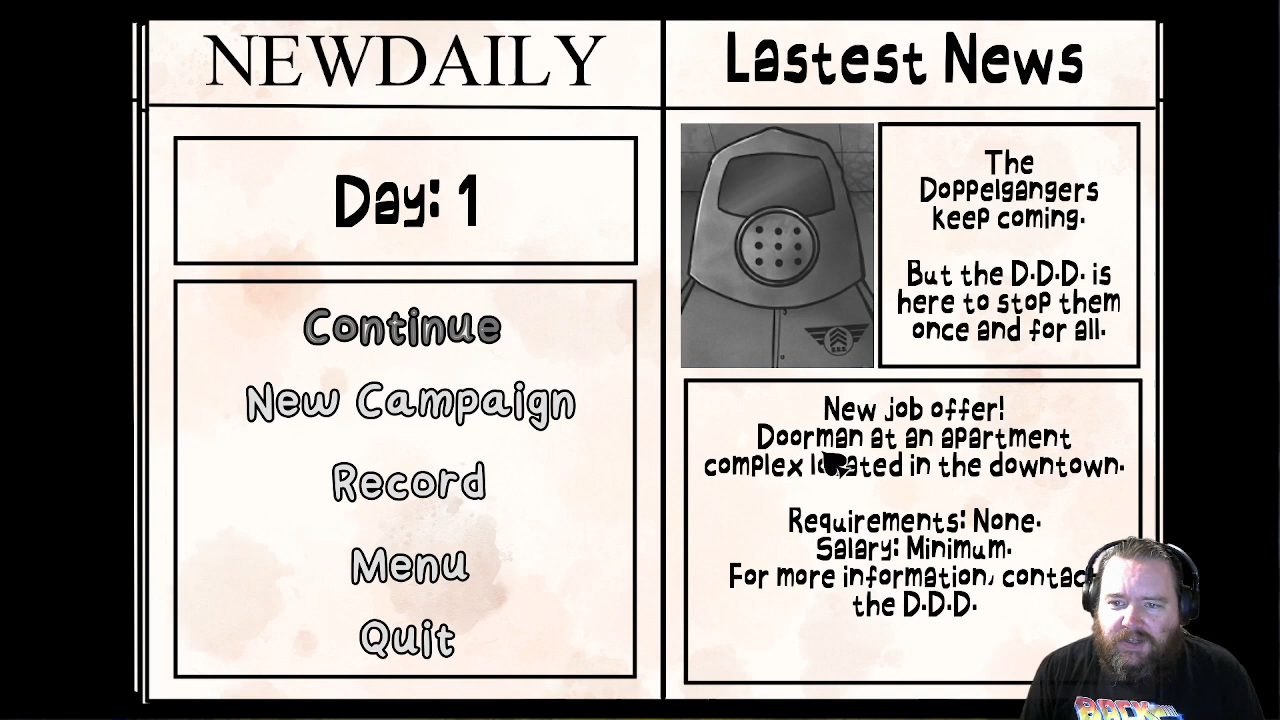 NEWDAILY
Day: 1
Continue
New Campaign
Record
Menu
Quit
Lastest News
The
Doppelgangers
keep coming.
But the D.D.D. is
here to stop them
once and for all.
New job offer!
Doorman at an apartment
complex located in the downtown.
Requirements: None.
Salary: Minimum.
For more information, contact
the D.D.D.
BACK